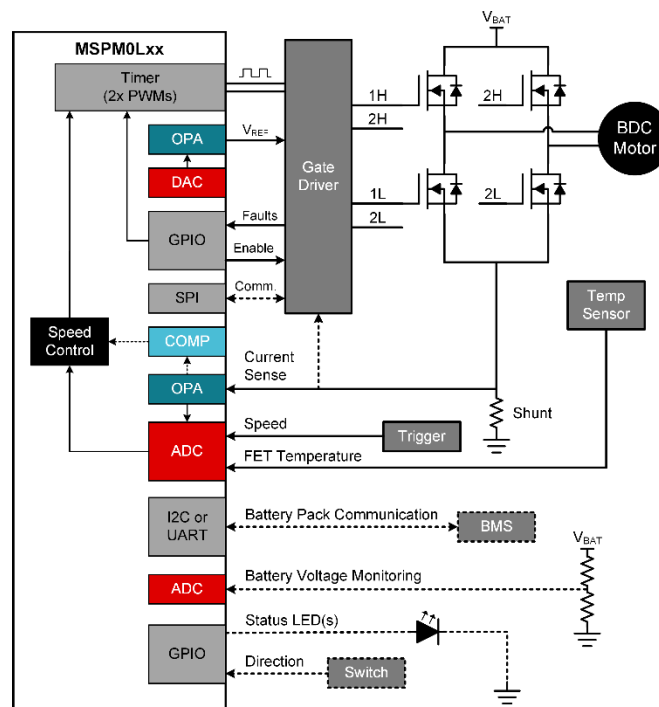 MSPM0Lxx
Timer
(2x PWMs)
OPA
VREF
DAC
Gate
Driver
1H
2H
2H
VBAT
BDC
Motor
1L
2L
2L
GPIO
Faults
Enable
SPI
Comm.
Speed
Control
COMP
Current
Sense
OPA
Temp
Sensor
Shunt
ADC
Speed
Trigger
FET Temperature
I2C or
UART
Battery Pack Communication
BMS
VBAT
ADC
Battery Voltage Monitoring
GPIO
Status LED(s)
Direction
Switch